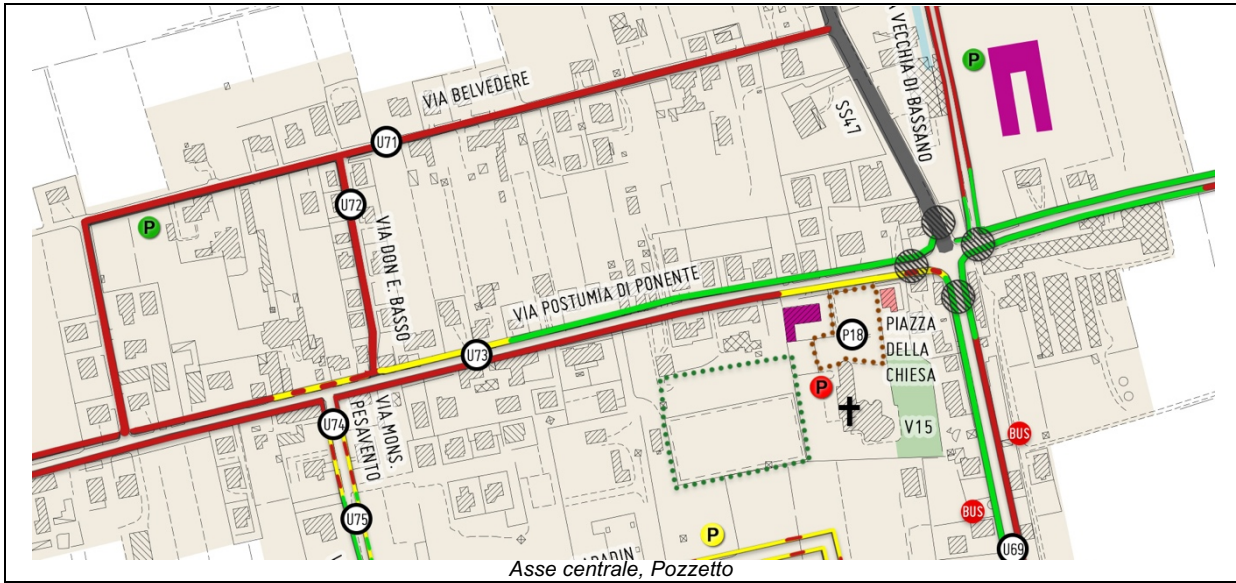 P
VECCHIA DI BASSANO
VIA BELVEDERE
SS47
U71
U72
P
VIA DON E. BASSO
VIA POSTUMIA DI PONENTE
U73
P18
PIAZZA
DELLA
CHIESA
P
V15
U74
VIA MONS.
PESAVENTO
BUS
BUS
U75
P
U69
Asse centrale, Pozzetto